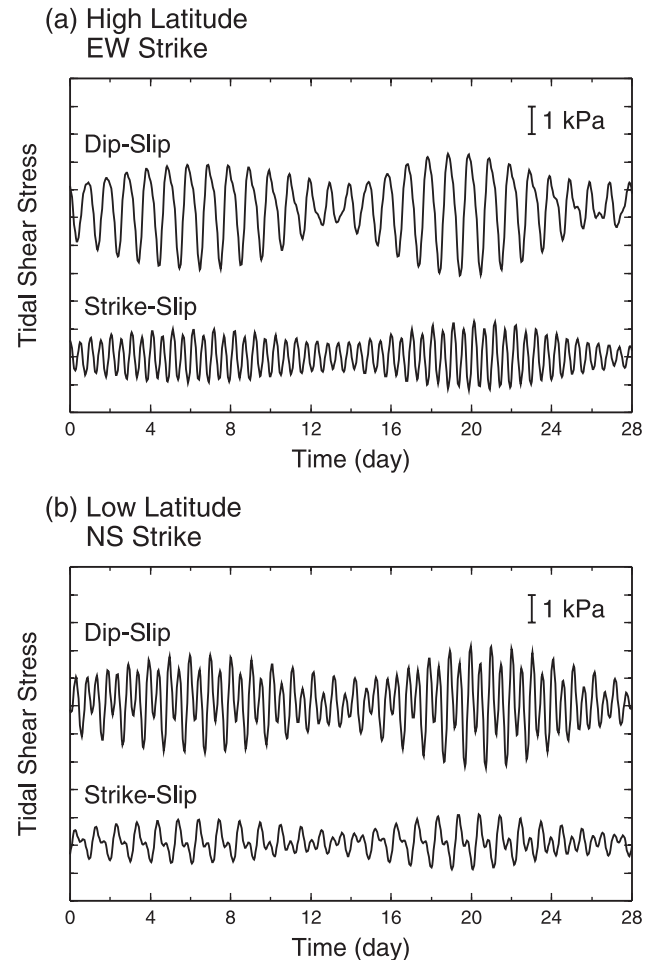 (a) High Latitude
EW Strike
1 kPa
Dip-Slip
Tidal Shear Stress
Strike-Slip
0 4 8 12 16 20 24 28
Time (day)
(b) Low Latitude
NS Strike
1 kPa
Dip-Slip
Tidal Shear Stress
Strike-Slip
0 4 8 12 16 20 24 28
Time (day)